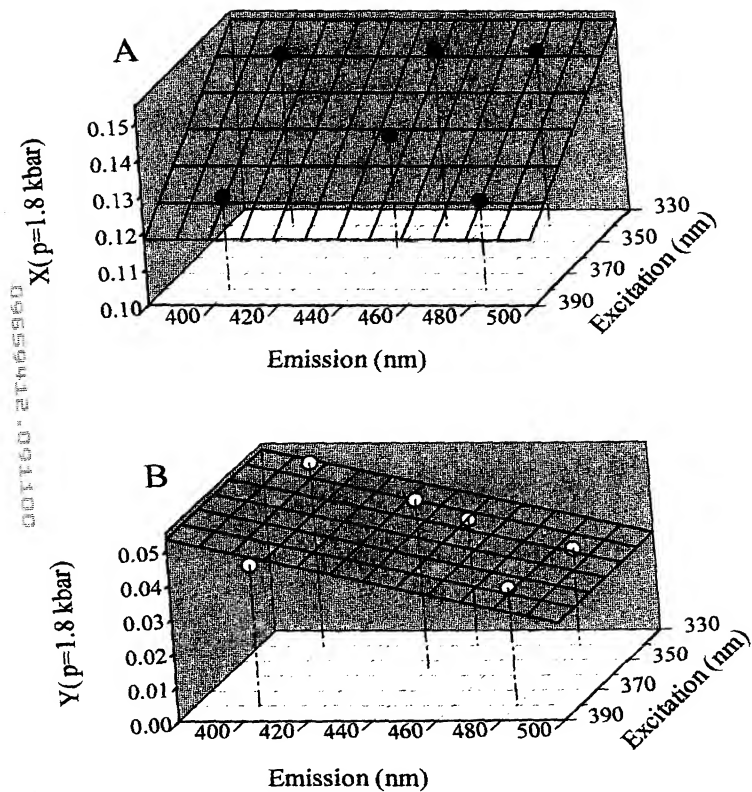 A
X( p=1.8 kbar)
0.15
0.14
0.13
0.12
0.11
0.10
400 420 440 460 480 500
Emission (nm)
330
350
370
390
Excitation (nm)
09659412.091100
B
Y( p=1.8 kbar)
0.05
0.04
0.03
0.02
0.01
0.00
400 420 440 460 480 500
Emission (nm)
330
350
370
390
Excitation (nm)